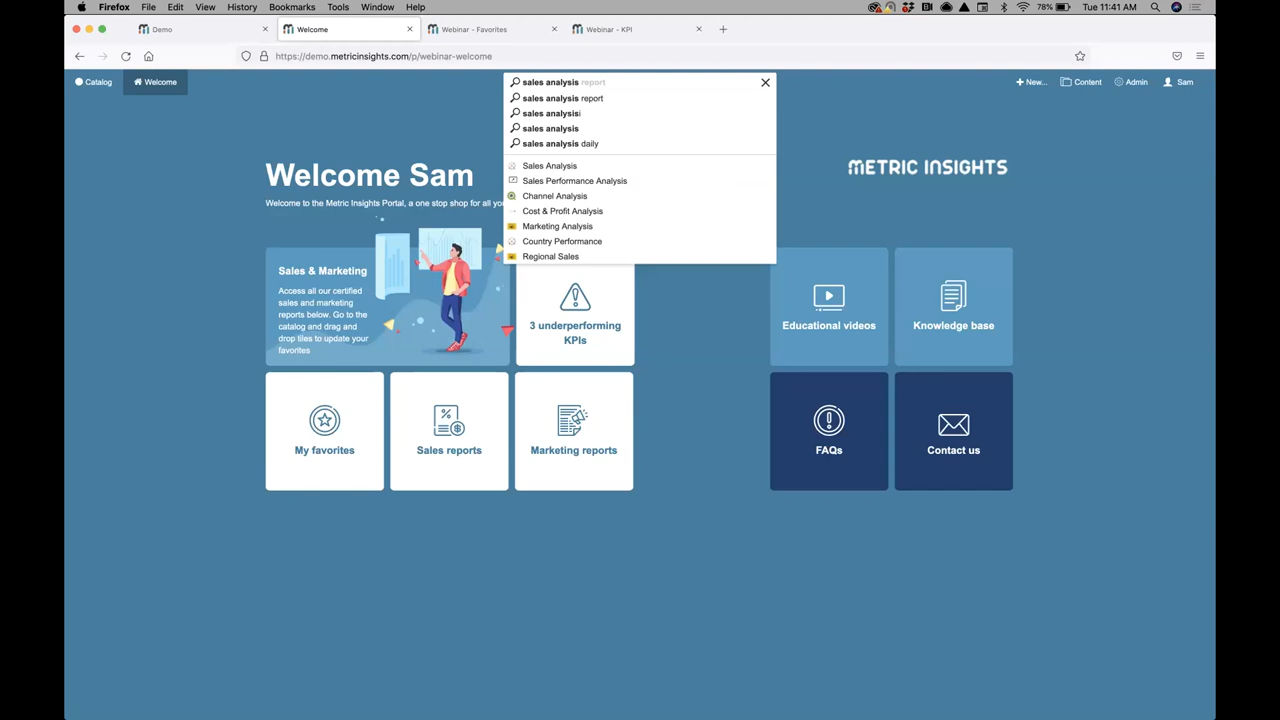 Firefox File Edit View History Bookmarks Tools Window Help 78% Tue 11:41 AM
Demo Welcome Webinar - Favorites Webinar - KPI
https://demo.metricinsights.com/p/webinar-welcome
Catalog Welcome sales analysis report New... Content Admin Sam
sales analysis report
sales analysisi
sales analysis
sales analysis daily
Sales Analysis
Sales Performance Analysis
Channel Analysis
Cost & Profit Analysis
Marketing Analysis
Country Performance
Regional Sales
Welcome Sam
METRIC INSIGHTS
Welcome to the Metric Insights Portal, a one stop shop for all you
Sales & Marketing
Access all our certified
sales and marketing
reports below. Go to the
catalog and drag and
drop tiles to update your
favorites
3 underperforming
KPIs
Educational videos
Knowledge base
My favorites
Sales reports
Marketing reports
FAQs
Contact us